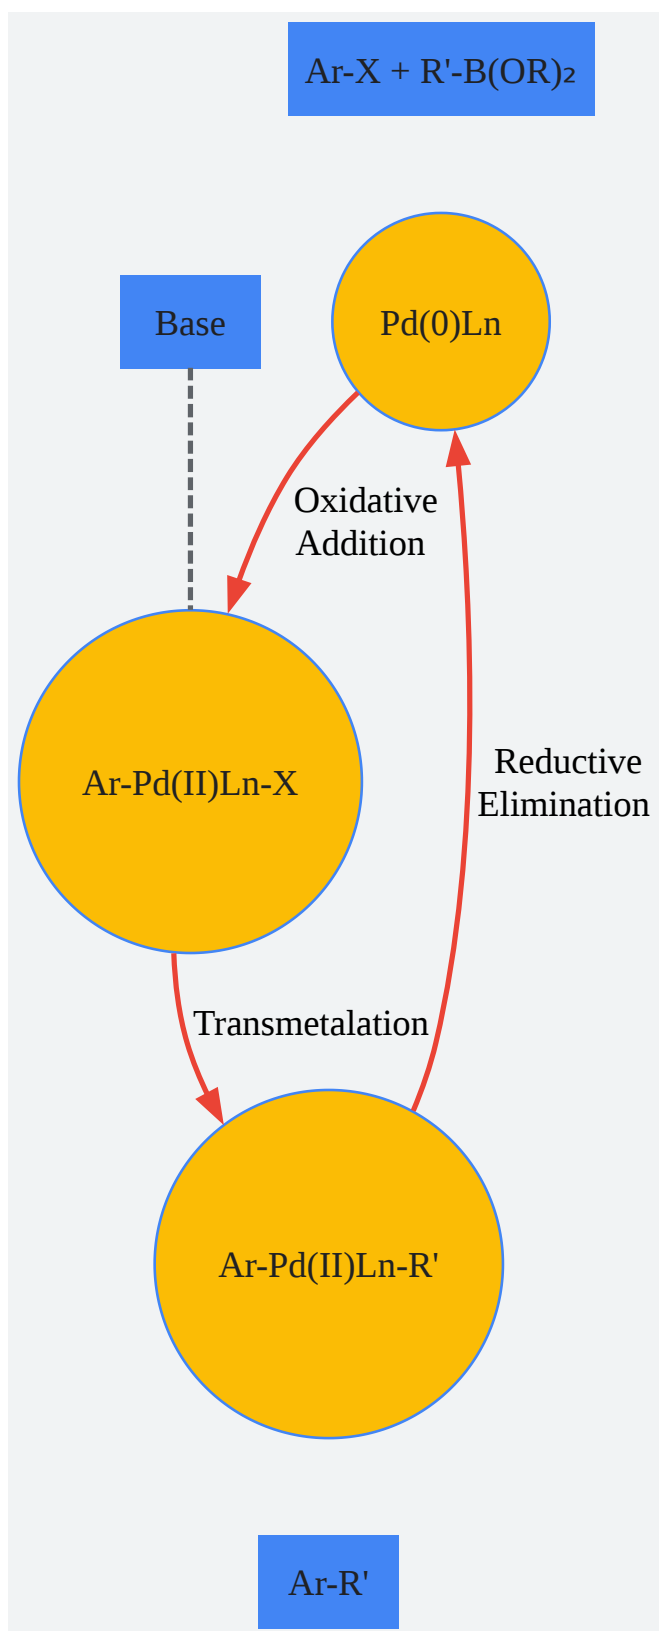 Ar-X + R'-B(OR)₂
Pd(0)Ln
Base
Oxidative
Addition
Ar-Pd(II)Ln-X
Reductive
Elimination
Transmetalation
Ar-Pd(II)Ln-R'
Ar-R'